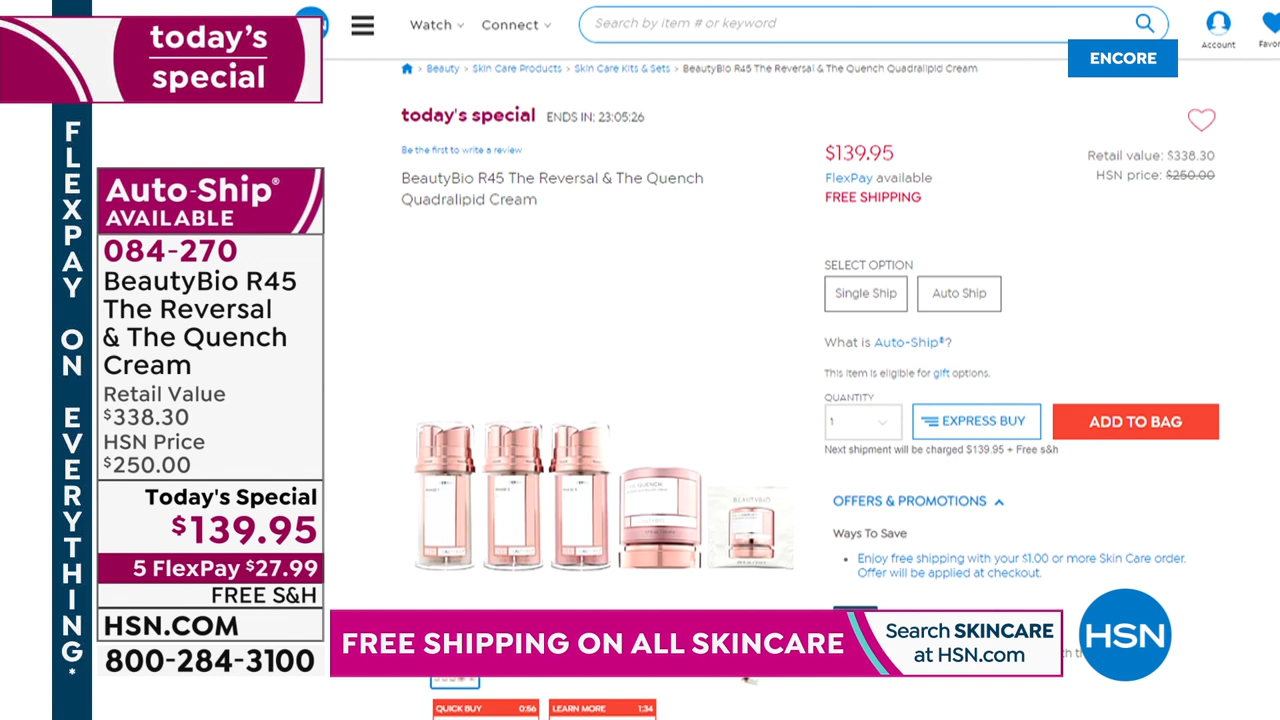 today's
special
FLEXPAY ON EVERYTHING*
Auto-Ship®
AVAILABLE
084-270
BeautyBio R45
The Reversal
& The Quench
Cream
Retail Value
$338.30
HSN Price
$250.00
Today's Special
$139.95
5 FlexPay $27.99
FREE S&H
HSN.COM
800-284-3100
Watch
Connect
Search by item # or keyword
Account
ENCORE
Beauty > Skin Care Products > Skin Care Kits & Sets > BeautyBio R45 The Reversal & The Quench Quadralipid Cream
today's special ENDS IN: 23:05:26
Be the first to write a review
BeautyBio R45 The Reversal & The Quench
Quadralipid Cream
$139.95
Retail value: $338.30
FlexPay available
HSN price: $250.00
FREE SHIPPING
SELECT OPTION
Single Ship
Auto Ship
What is Auto-Ship®?
This item is eligible for gift options.
QUANTITY
1
EXPRESS BUY
ADD TO BAG
Next shipment will be charged $139.95 + Free s&h
OFFERS & PROMOTIONS
Ways To Save
• Enjoy free shipping with your $1.00 or more Skin Care order.
Offer will be applied at checkout.
BEAUTYBIO
FREE SHIPPING ON ALL SKINCARE
Search SKINCARE
at HSN.com
HSN
QUICK BUY 0:56
LEARN MORE 1:34